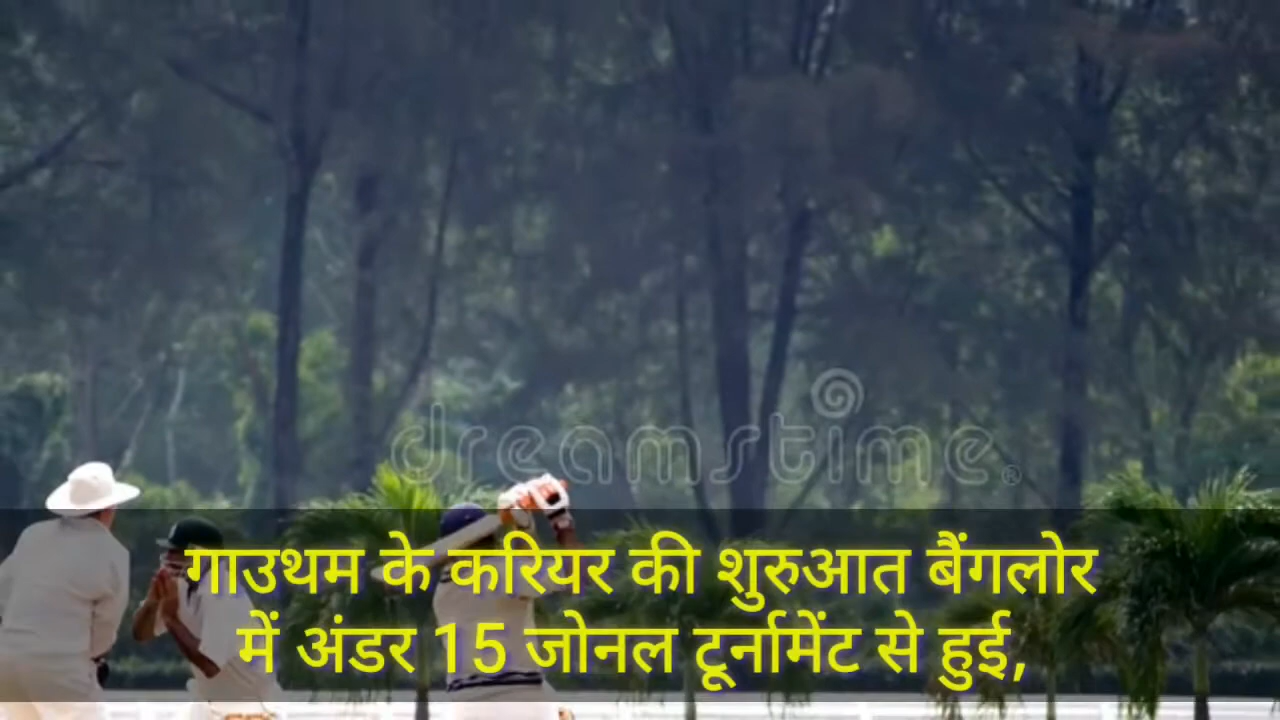 dreamstime.
गाउथम के करियर की शुरुआत बैंगलोर
में अंडर 15 जोनल टूर्नामेंट से हुई,